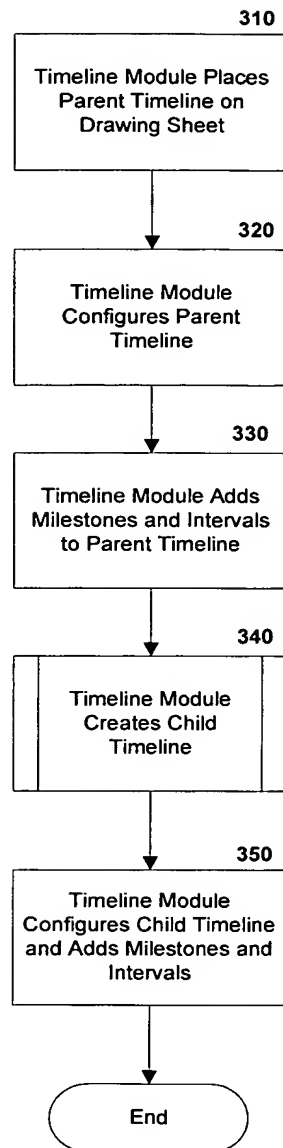 310
Timeline Module Places
Parent Timeline on
Drawing Sheet
320
Timeline Module
Configures Parent
Timeline
330
Timeline Module Adds
Milestones and Intervals
to Parent Timeline
340
Timeline Module
Creates Child
Timeline
350
Timeline Module
Configures Child Timeline
and Adds Milestones and
Intervals
End